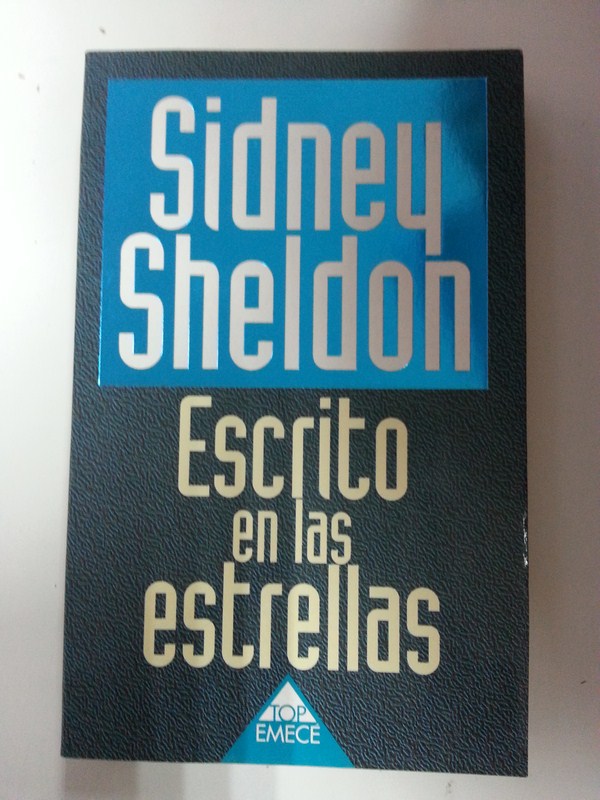 Sidney
Sheldon
Escrito
en las
estrellas
TOP
EMECÉ